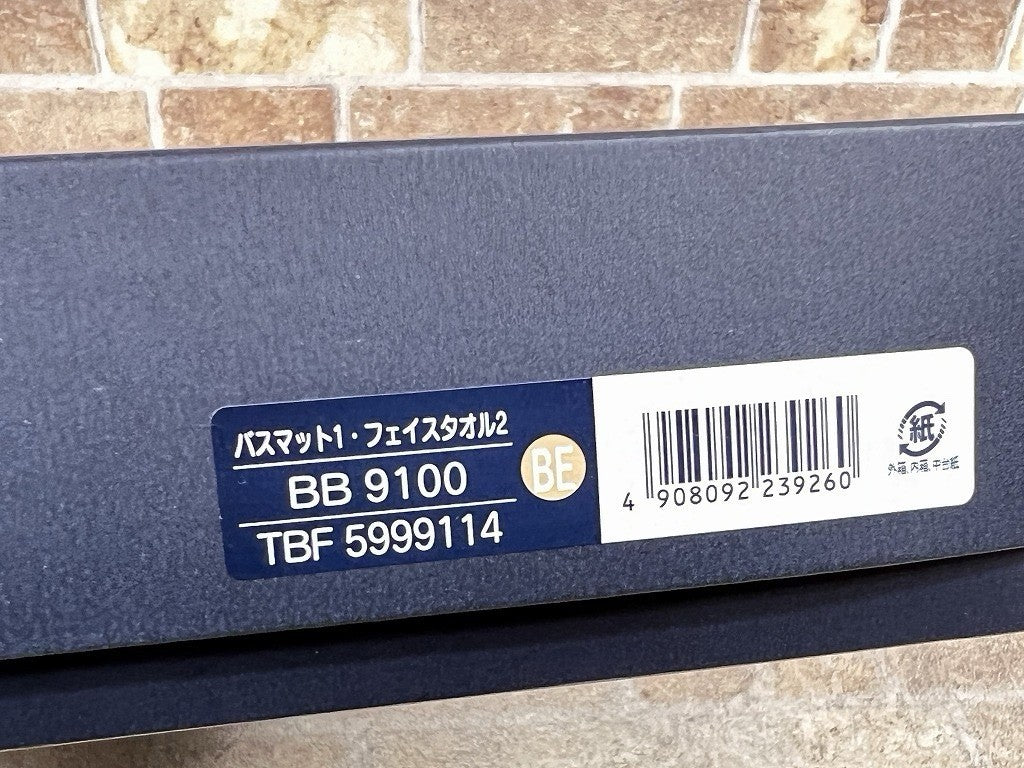 バスマット1・フェイスタオル2
BB 9100
TBF 5999114
BE
4 908092 239260
紙
外箱、内箱、中台紙